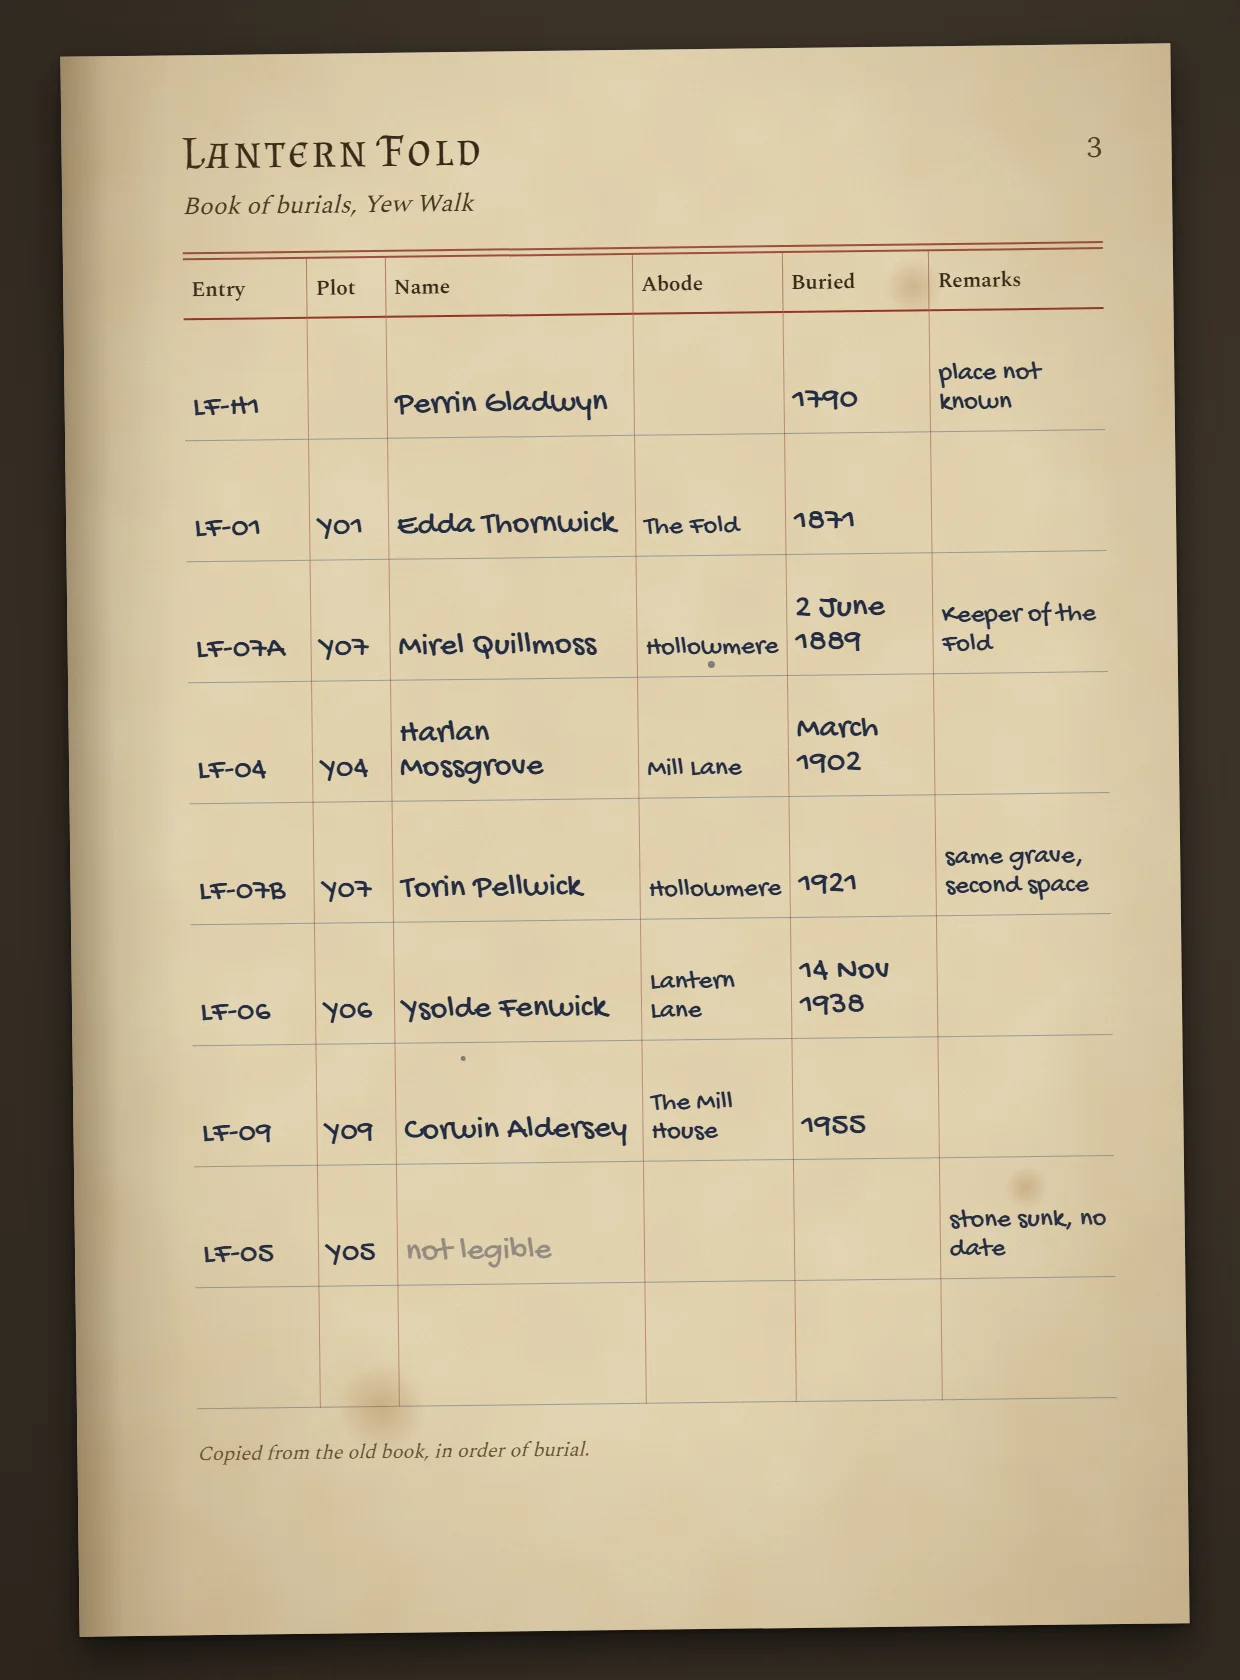 Lantern Fold
3
Book of burials, Yew Walk
Entry Plot Name Abode Buried Remarks
LF-H1 Perrin Gladwyn 1790 place not
known
LF-01 Y01 Edda Thornwick The Fold 1871
LF-07A Y07 Mirel Quillmoss Hollowmere 2 June
1889 Keeper of the
Fold
LF-04 Y04 Harlan
Mossgrove Mill Lane March
1902
LF-07B Y07 Torin Pellwick Hollowmere 1921 same grave,
second space
LF-06 Y06 Ysolde Fenwick Lantern
Lane 14 Nov
1938
LF-09 Y09 Corwin Aldersey The Mill
House 1955
LF-05 Y05 not legible stone sunk, no
date
Copied from the old book, in order of burial.